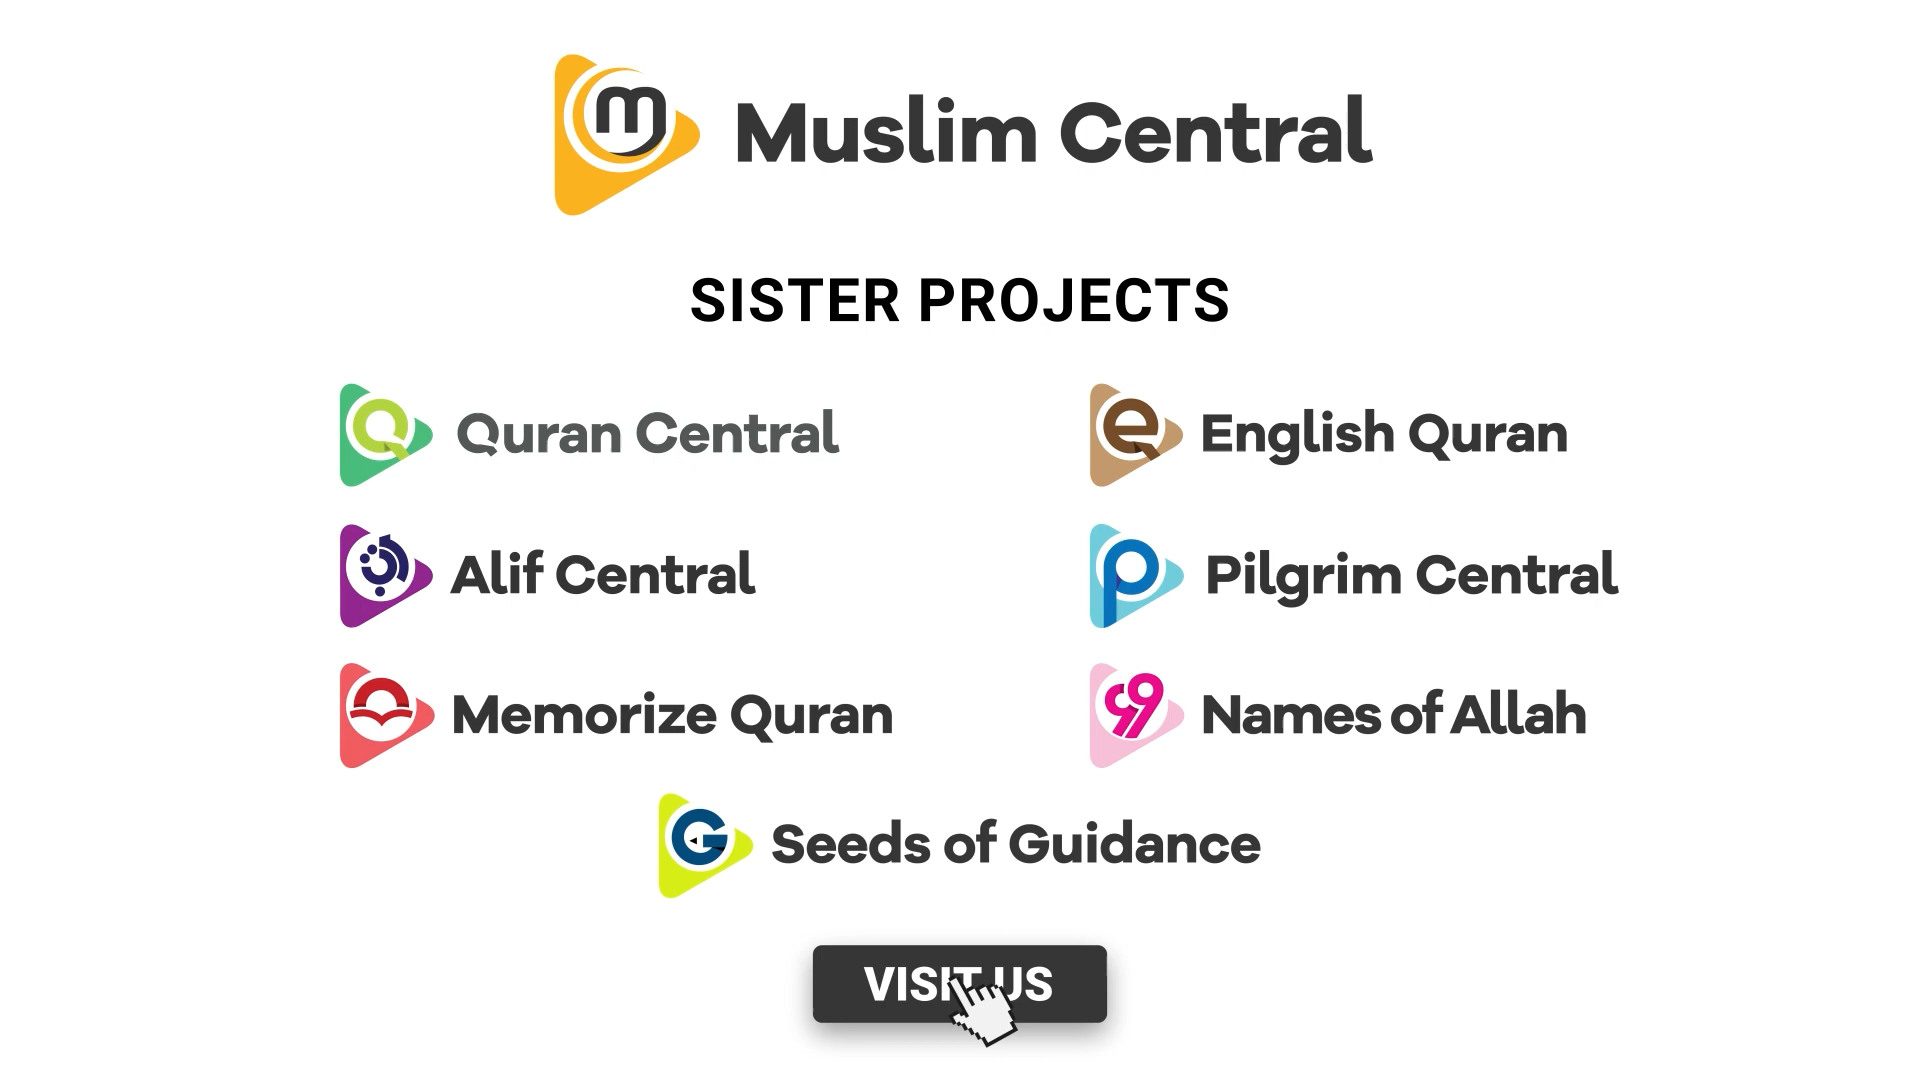 Muslim Central
SISTER PROJECTS
Quran Central
English Quran
Alif Central
Pilgrim Central
Memorize Quran
99 Names of Allah
Seeds of Guidance
VISIT US